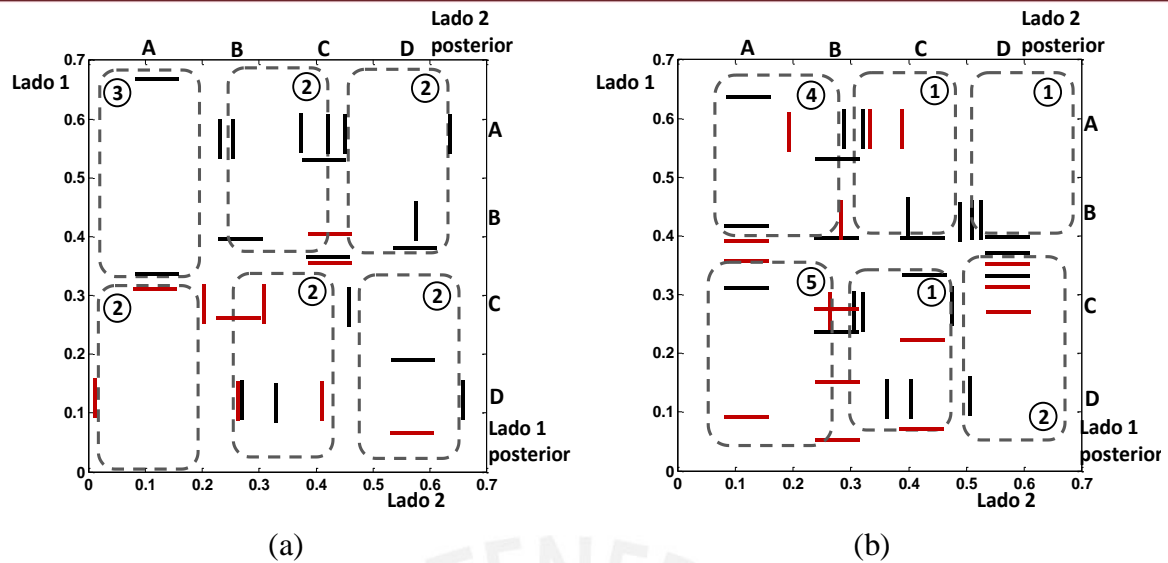 Lado 2
posterior
A B C D
0.7
Lado 1
3 2 2
0.6
A
0.5
B
0.4
0.3
2 2 2
C
0.2
0.1
D
Lado 1
posterior
0
0 0.1 0.2 0.3 0.4 0.5 0.6 0.7
Lado 2
(a)
Lado 2
posterior
A B C D
0.7
Lado 1
4 1 1
0.6
A
0.5
B
0.4
0.3
5 1
C
0.2
0.1
D
2
Lado 1
posterior
0
0 0.1 0.2 0.3 0.4 0.5 0.6 0.7
Lado 2
(b)
TENE